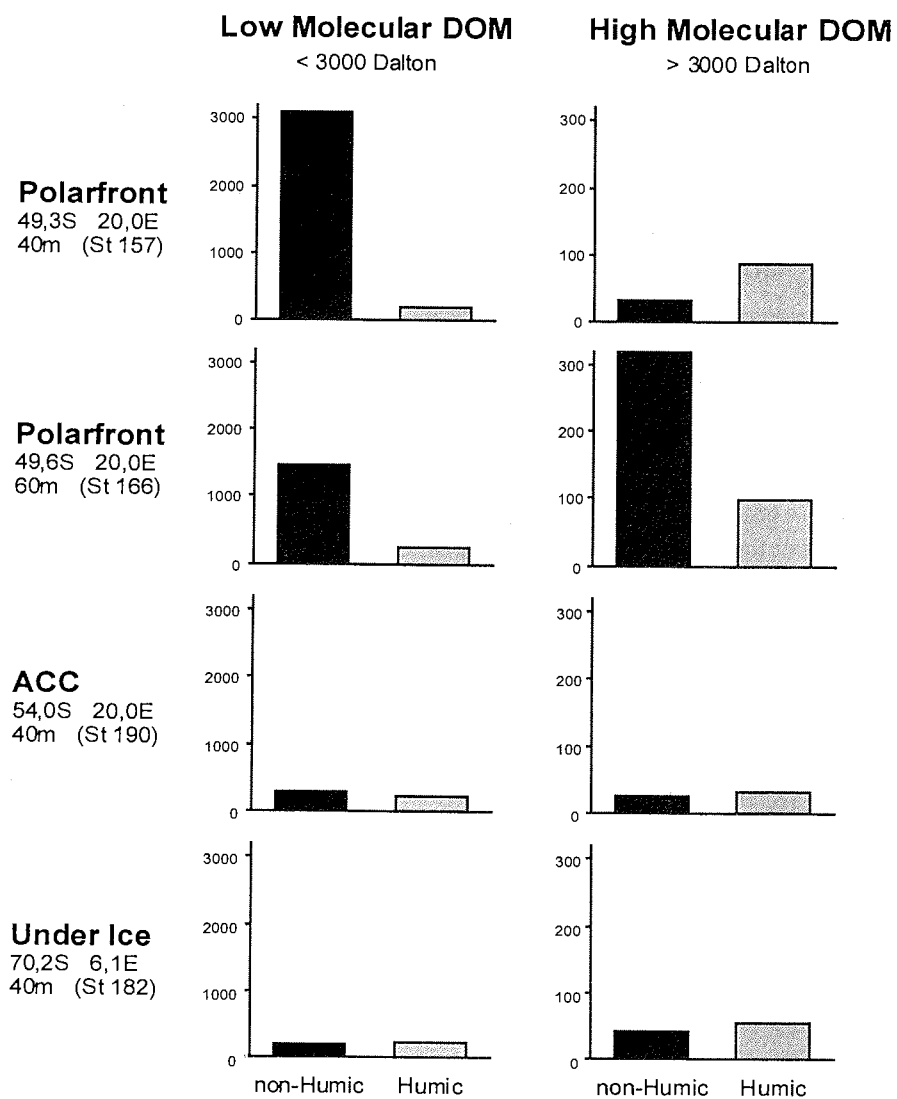 Low Molecular DOM
< 3000 Dalton
High Molecular DOM
> 3000 Dalton
Polarfront
49,3S 20,0E
40m (St 157)
3000
2000
1000
0
300
200
100
0
Polarfront
49,6S 20,0E
60m (St 166)
3000
2000
1000
0
300
200
100
0
ACC
54,0S 20,0E
40m (St 190)
3000
2000
1000
0
300
200
100
0
Under Ice
70,2S 6,1E
40m (St 182)
3000
2000
1000
0
300
200
100
0
non-Humic Humic
non-Humic Humic